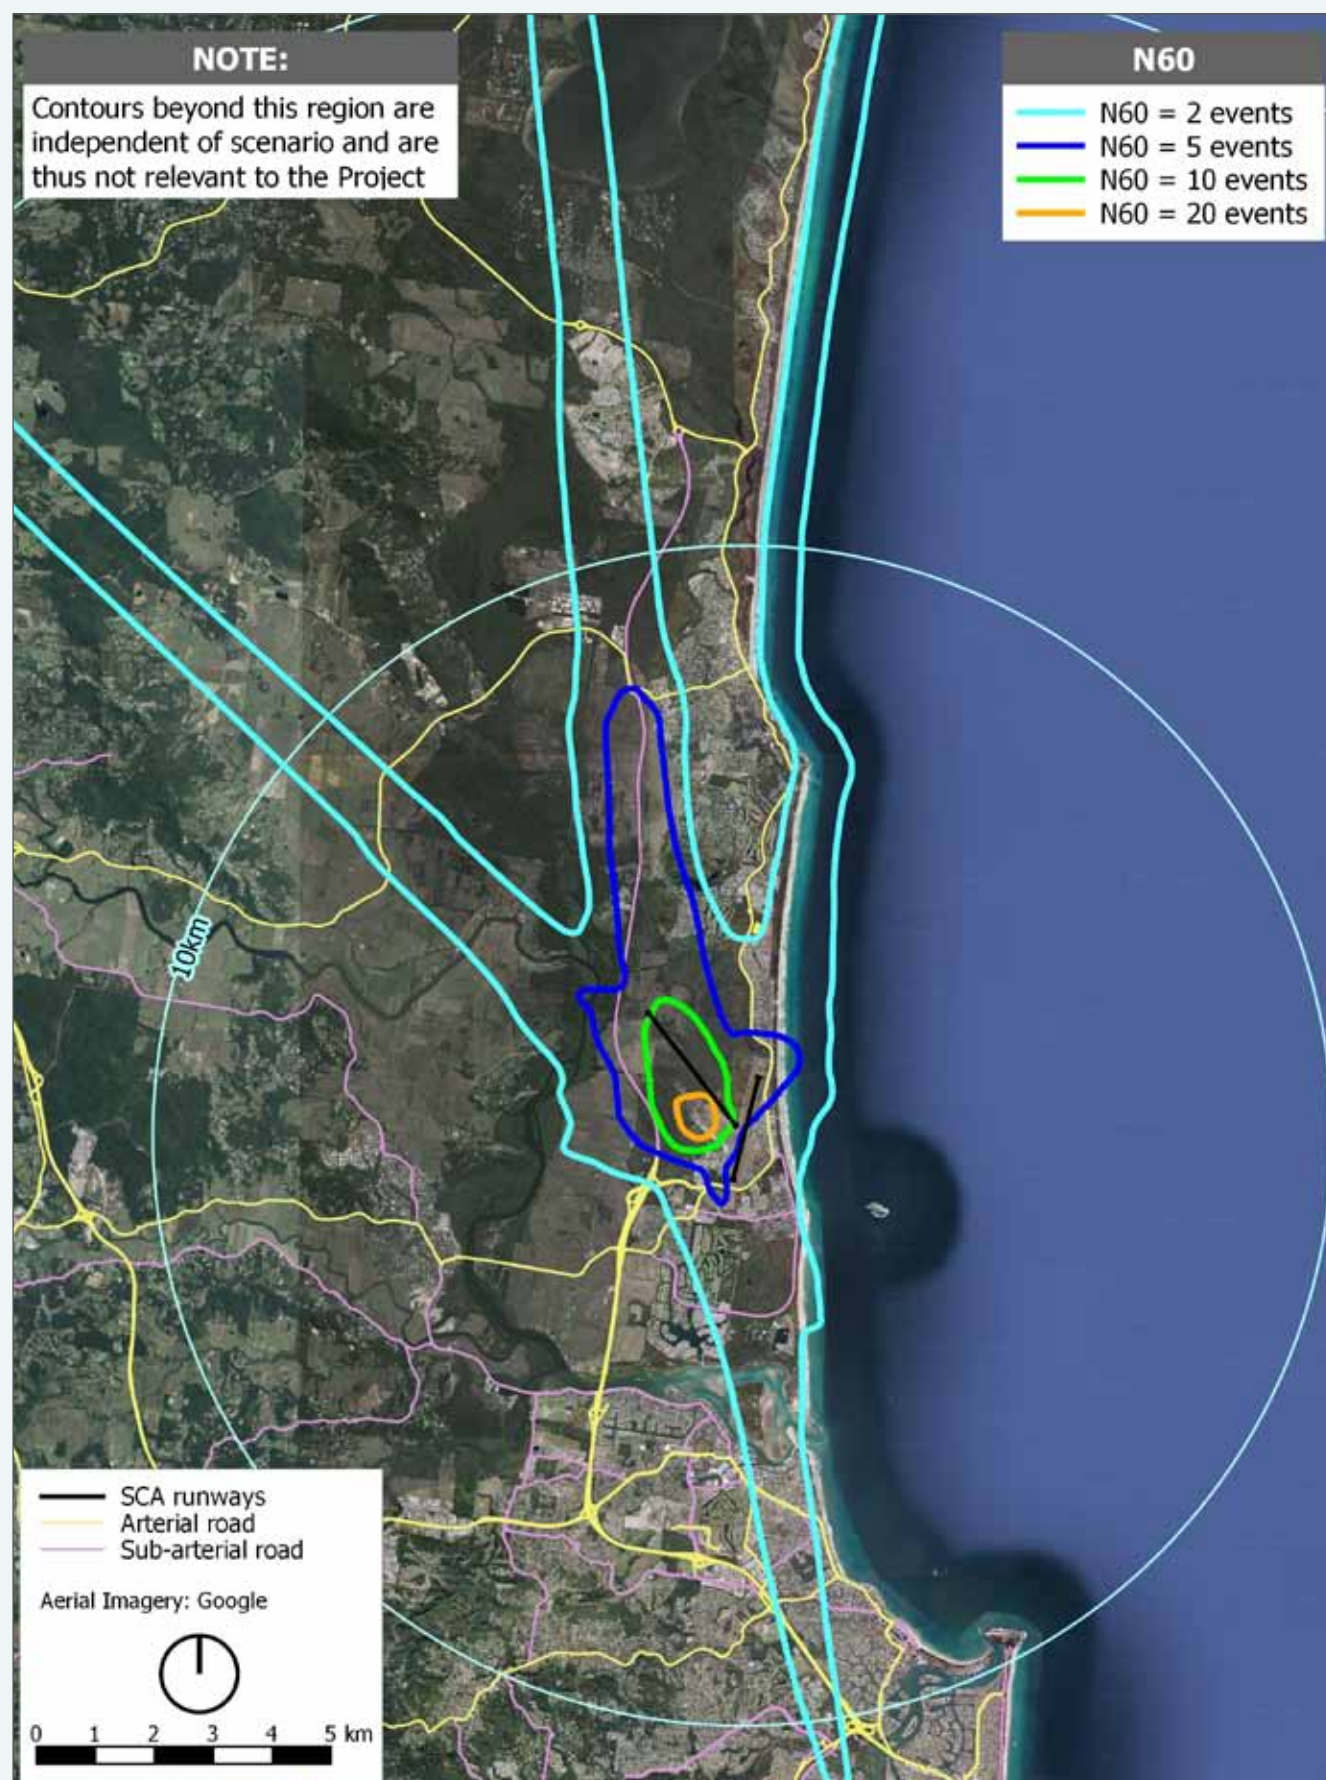 NOTE:
Contours beyond this region are
independent of scenario and are
thus not relevant to the Project
N60
N60 = 2 events
N60 = 5 events
N60 = 10 events
N60 = 20 events
10km
SCA runways
Arterial road
Sub-arterial road
Aerial Imagery: Google
0 1 2 3 4 5 km